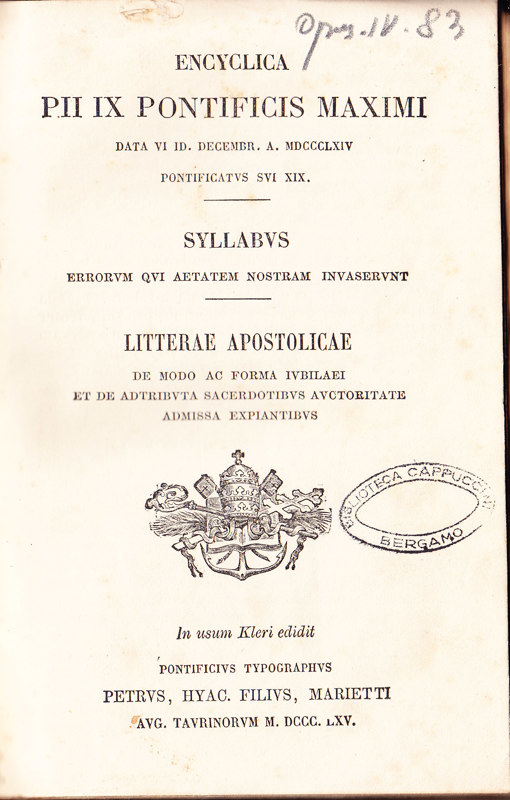 Opus. IV. 83
ENCYCLICA
P.II IX PONTIFICIS MAXIMI
DATA VI ID. DECEMBR. A. MDCCCLXIV
PONTIFICATVS SVI XIX.
SYLLABVS
ERRORVM QVI AETATEM NOSTRAM INVASERVNT
LITTERAE APOSTOLICAE
DE MODO AC FORMA IVBILAEI
ET DE ADTRIBVTA SACERDOTIBVS AVCTORITATE
ADMISSA EXPIANTIBVS
BIBLIOTECA CAPPUCCINI
BERGAMO
In usum Kleri edidit
PONTIFICIVS TYPOGRAPHVS
PETRVS, HYAC. FILIVS, MARIETTI
AVG. TAVRINORVM M. DCCC. LXV.